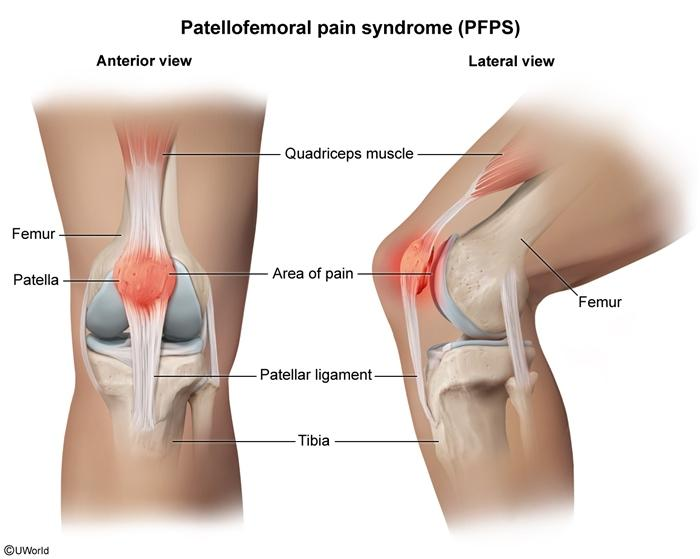 Patellofemoral pain syndrome (PFPS)
Anterior view
Lateral view
Quadriceps muscle
Femur
Patella
Area of pain
Femur
Patellar ligament
Tibia
©UWorld